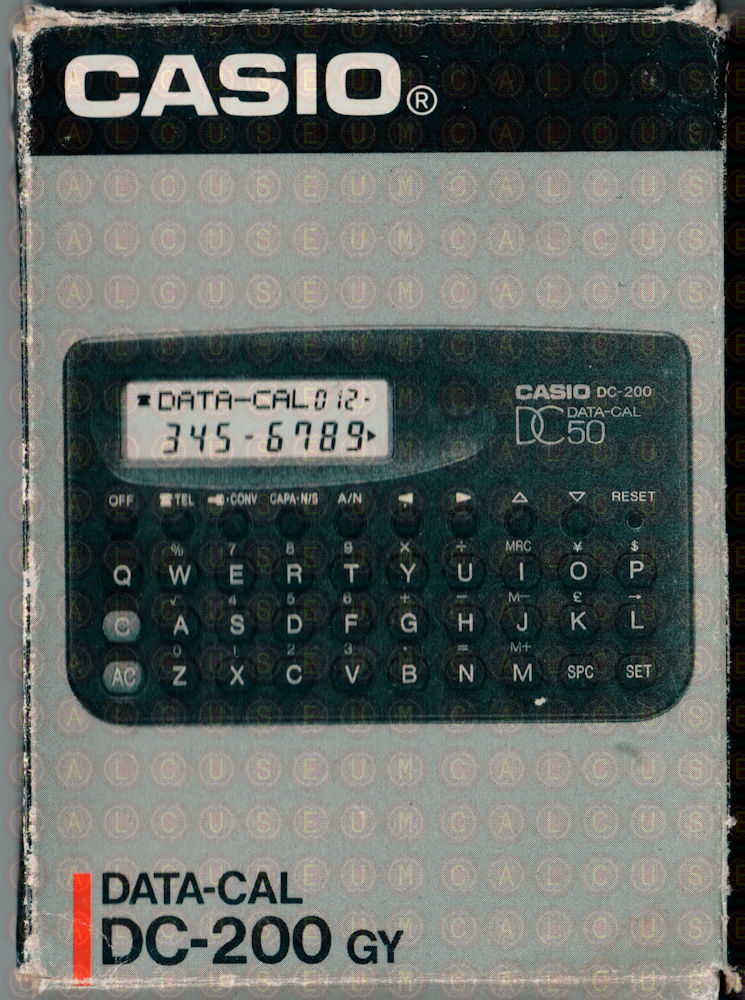 CASIO®
DATA-CAL 012-
345-6789
CASIO DC-200
DC DATA-CAL
50
OFF TEL CONV CAPA·N/S A/N ◄ ► △ ▽ RESET
% 7 8 9 × ÷ MRC ¥ $
Q W E R T Y U I O P
√ 4 5 6 + − M− £ →
C A S D F G H J K L
0 1 2 3 · = M+
AC Z X C V B N M SPC SET
DATA-CAL
DC-200 GY
CALCUSEUM